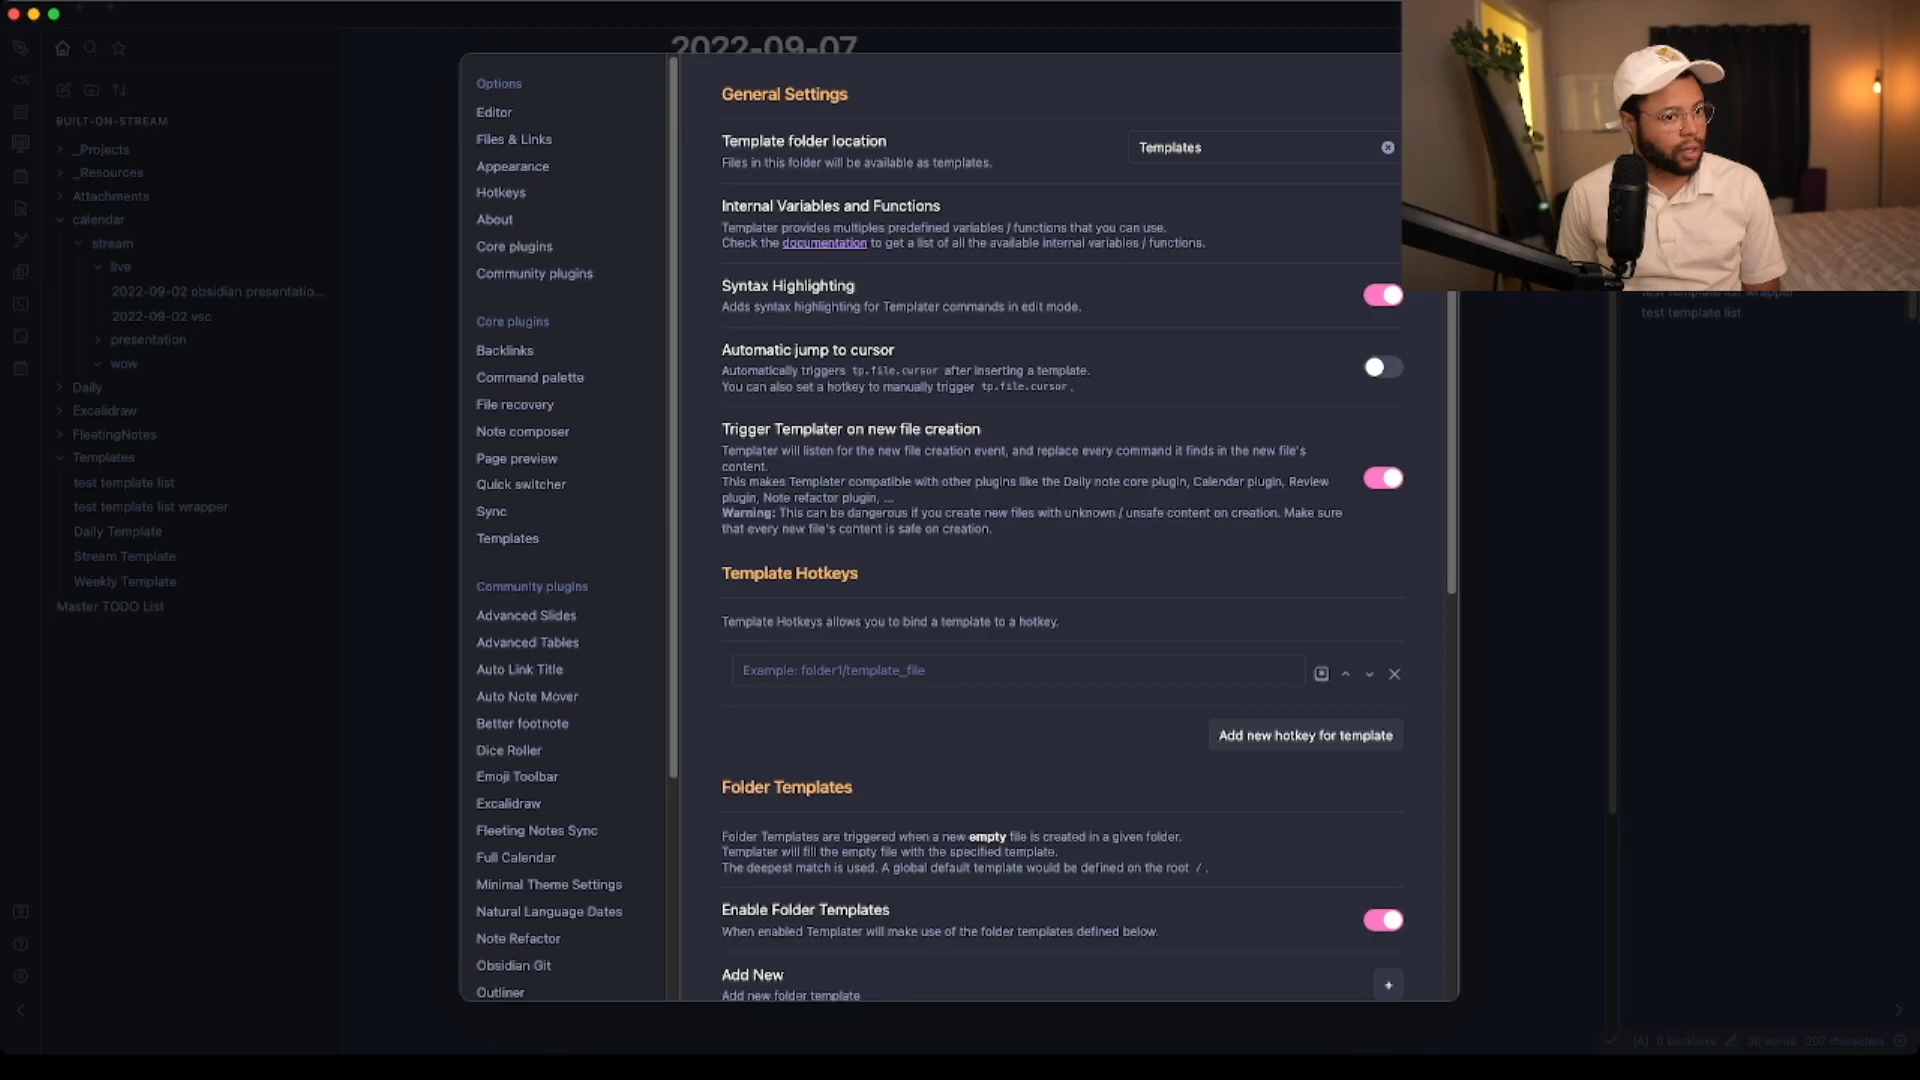 2022-09-07
BUILT-ON-STREAM
_Projects
_Resources
Attachments
calendar
stream
live
2022-09-02 obsidian presentatio...
2022-09-02 vsc
presentation
wow
Daily
Excalidraw
FleetingNotes
Templates
test template list
test template list wrapper
Daily Template
Stream Template
Weekly Template
Master TODO List
Options
Editor
Files & Links
Appearance
Hotkeys
About
Core plugins
Community plugins
Core plugins
Backlinks
Command palette
File recovery
Note composer
Page preview
Quick switcher
Sync
Templates
Community plugins
Advanced Slides
Advanced Tables
Auto Link Title
Auto Note Mover
Better footnote
Dice Roller
Emoji Toolbar
Excalidraw
Fleeting Notes Sync
Full Calendar
Minimal Theme Settings
Natural Language Dates
Note Refactor
Obsidian Git
Outliner
General Settings
Template folder location
Files in this folder will be available as templates.
Templates
Internal Variables and Functions
Templater provides multiples predefined variables / functions that you can use.
Check the documentation to get a list of all the available internal variables / functions.
Syntax Highlighting
Adds syntax highlighting for Templater commands in edit mode.
Automatic jump to cursor
Automatically triggers tp.file.cursor after inserting a template.
You can also set a hotkey to manually trigger tp.file.cursor.
Trigger Templater on new file creation
Templater will listen for the new file creation event, and replace every command it finds in the new file's
content.
This makes Templater compatible with other plugins like the Daily note core plugin, Calendar plugin, Review
plugin, Note refactor plugin, ...
Warning: This can be dangerous if you create new files with unknown / unsafe content on creation. Make sure
that every new file's content is safe on creation.
Template Hotkeys
Template Hotkeys allows you to bind a template to a hotkey.
Example: folder1/template_file
Add new hotkey for template
Folder Templates
Folder Templates are triggered when a new empty file is created in a given folder.
Templater will fill the empty file with the specified template.
The deepest match is used. A global default template would be defined on the root /.
Enable Folder Templates
When enabled Templater will make use of the folder templates defined below.
Add New
Add new folder template
+
test template list wrapper
test template list
[A] 0 backlinks 36 words 207 characters